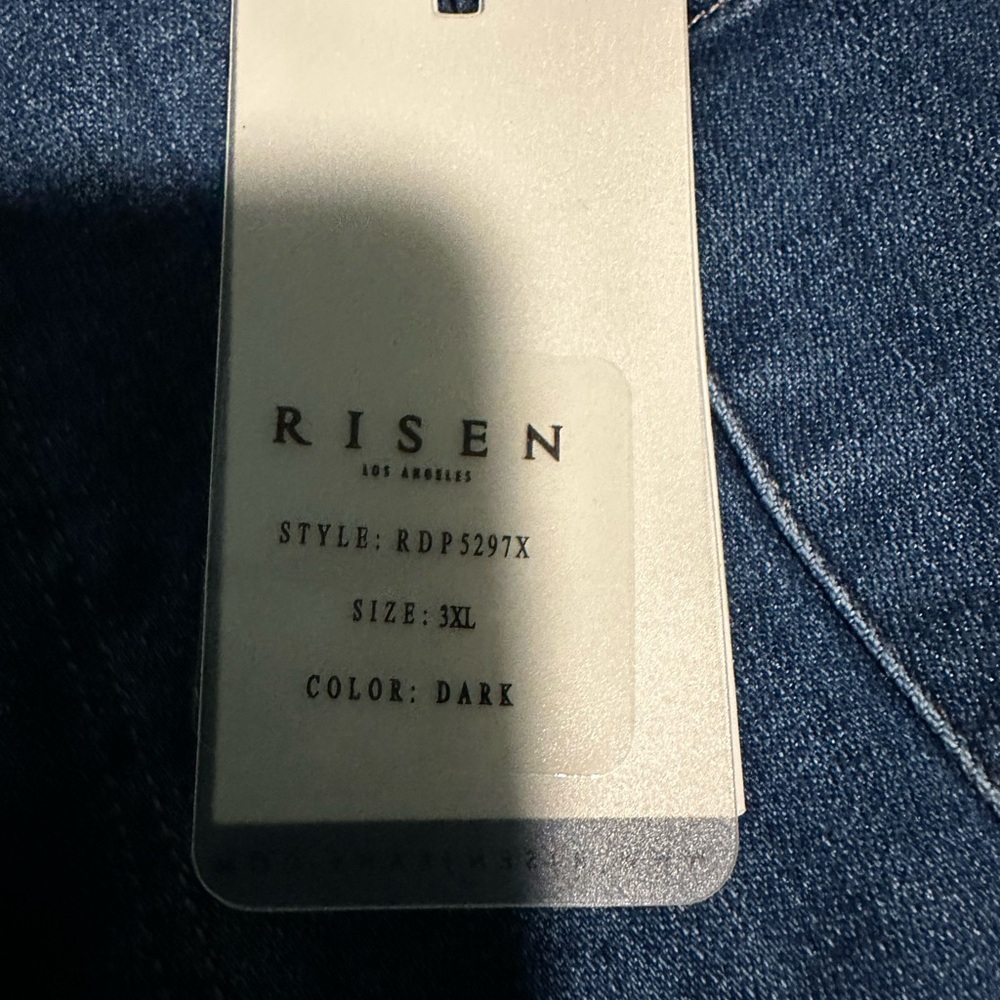 RISEN
LOS ANGELES
STYLE: RDP5297X
SIZE: 3XL
COLOR: DARK